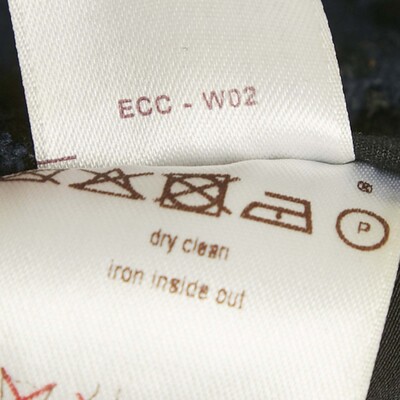 ECC - W02
®
P
dry clean
iron inside out